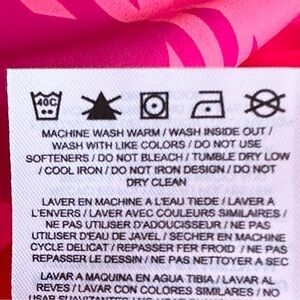 40C
MACHINE WASH WARM / WASH INSIDE OUT /
WASH WITH LIKE COLORS / DO NOT USE
SOFTENERS / DO NOT BLEACH / TUMBLE DRY LOW
/ COOL IRON / DO NOT IRON DESIGN / DO NOT
DRY CLEAN
LAVER EN MACHINE A L'EAU TIEDE / LAVER A
L'ENVERS / LAVER AVEC COULEURS SIMILAIRES /
NE PAS UTILISER D'ADOUCISSEUR / NE PAS
UTILISER D'EAU DE JAVEL / SECHER EN MACHINE
CYCLE DELICAT / REPASSER FER FROID / NE PAS
REPASSER LE DESSIN / NE PAS NETTOYER A SEC
LAVAR A MAQUINA EN AGUA TIBIA / LAVAR AL
REVES / LAVAR CON COLORES SIMILARES / NO
USAR SUAVIZANTES